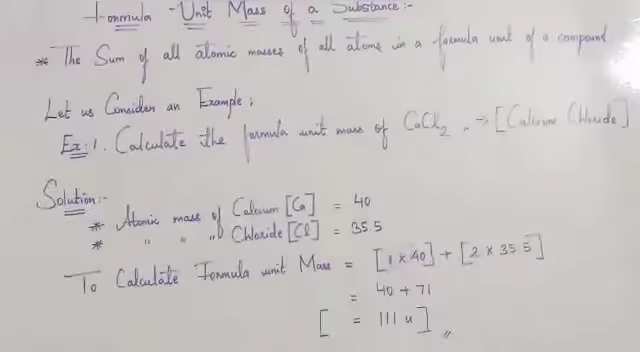 Formula - Unit Mass of a Substance :-
* The Sum of all atomic masses of all atoms in a formula unit of a compound
Let us Consider an Example;
Ex:1. Calculate the formula unit mass of CaCl2 ,, → [Calcium Chloride]
Solution:-
* Atomic mass of Calcium [Ca] = 40
* " " " Chloride [Cl] = 35.5
To Calculate Formula unit Mass = [1 x 40] + [2 x 35.5]
= 40 + 71
[ = 111 u ] ,,